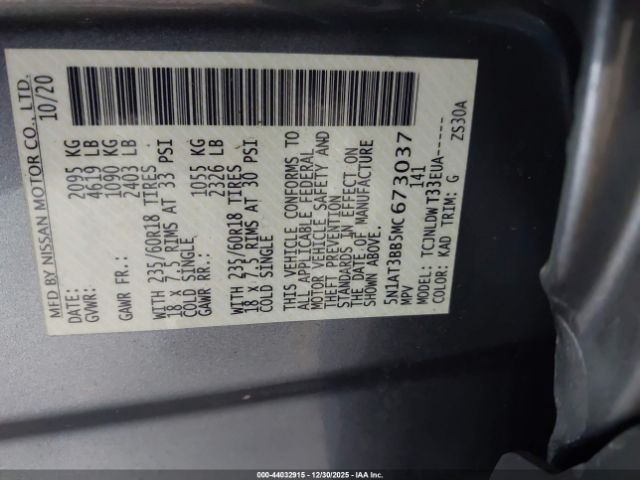 MFD BY NISSAN MOTOR CO., LTD.
DATE: 10/20
GVWR: 2095 KG
4619 LB
GAWR FR.: 1090 KG
2403 LB
WITH 235/60R18 TIRES
18 x 7.5 RIMS AT 33 PSI
COLD SINGLE
GAWR RR.: 1055 KG
2326 LB
WITH 235/60R18 TIRES
18 x 7.5 RIMS AT 30 PSI
COLD SINGLE
THIS VEHICLE CONFORMS TO
ALL APPLICABLE FEDERAL
MOTOR VEHICLE SAFETY AND
THEFT PREVENTION
STANDARDS IN EFFECT ON
THE DATE OF MANUFACTURE
SHOWN ABOVE.
5N1AT3BB5MC673037
MPV 141
MODEL: TCJNLDWT33EUA-----
COLOR: KAD TRIM: G ZS30A
000-44032915 - 12/30/2025 - IAA Inc.